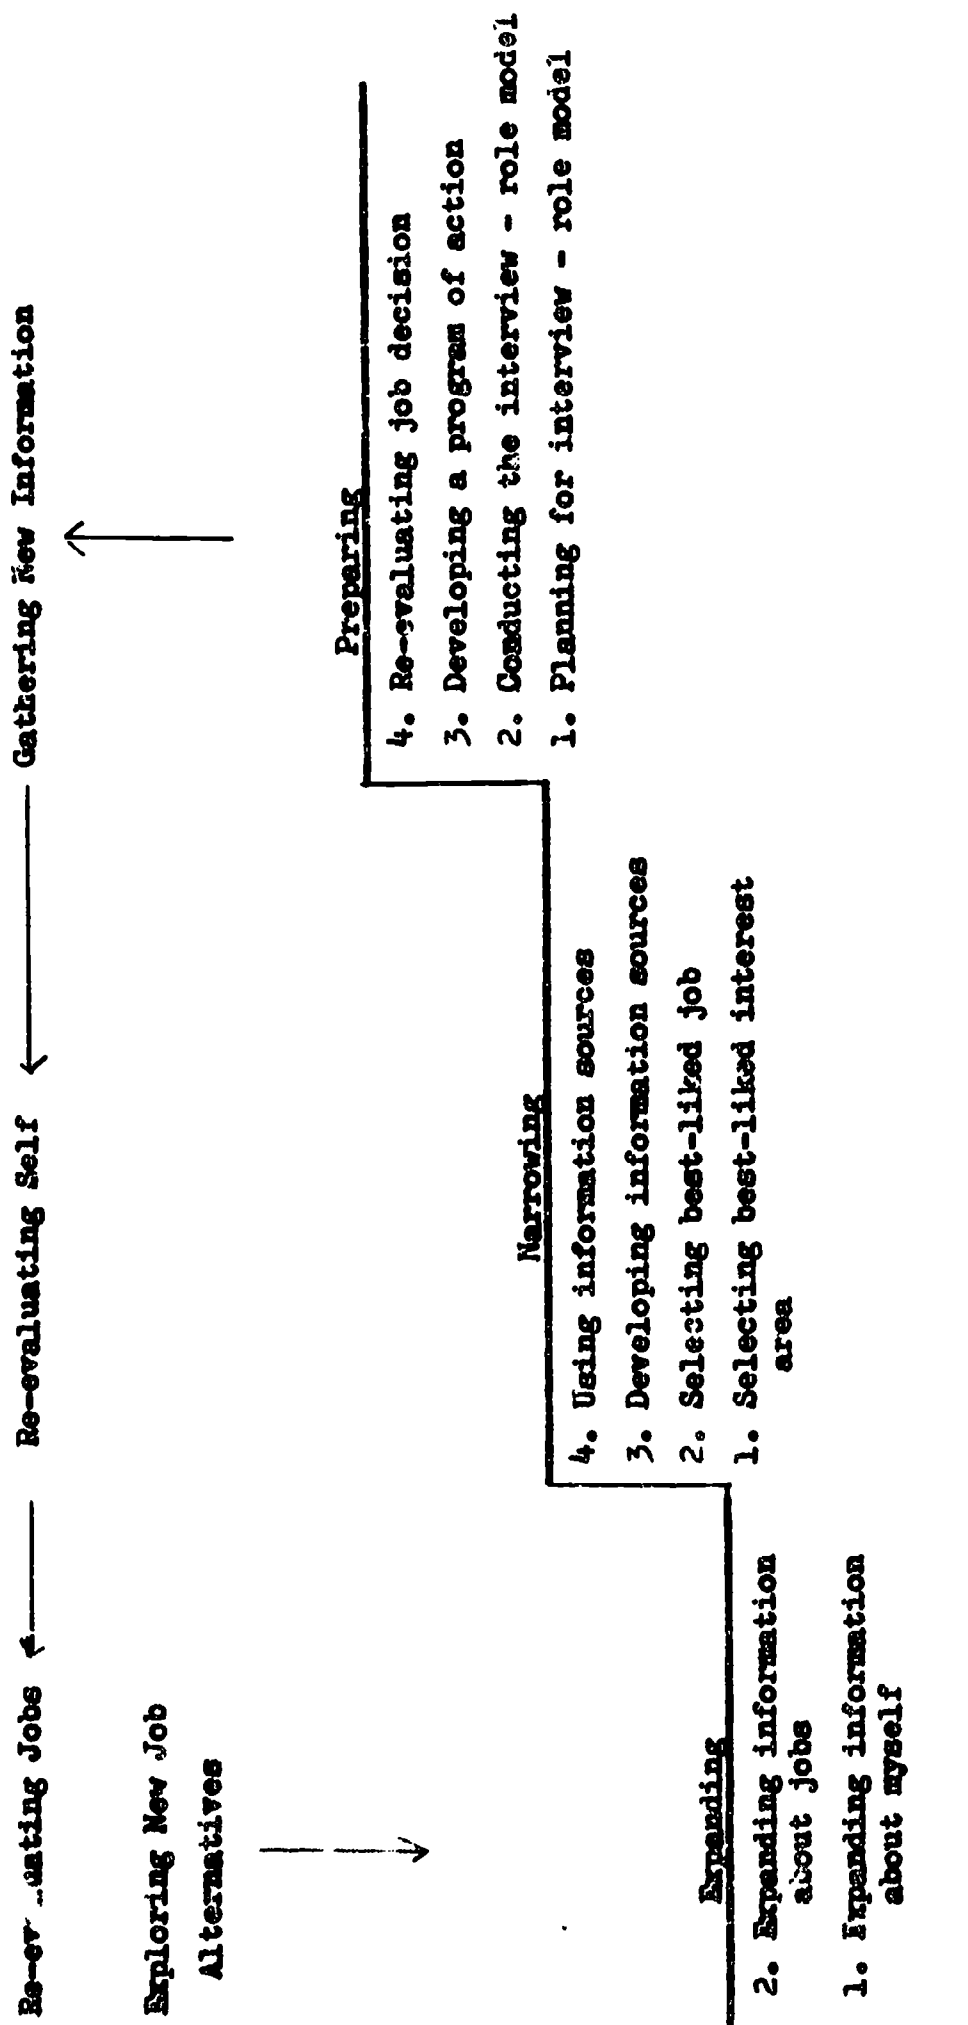 Re-evaluating Jobs
Re-evaluating Self
Gathering New Information
Exploring New Job
Alternatives
Preparing
4. Re-evaluating job decision
3. Developing a program of action
2. Conducting the interview - role model
1. Planning for interview - role model
Narrowing
4. Using information sources
3. Developing information sources
2. Selecting best-liked job
1. Selecting best-liked interest
area
Expanding
2. Expanding information
about jobs
1. Expanding information
about myself